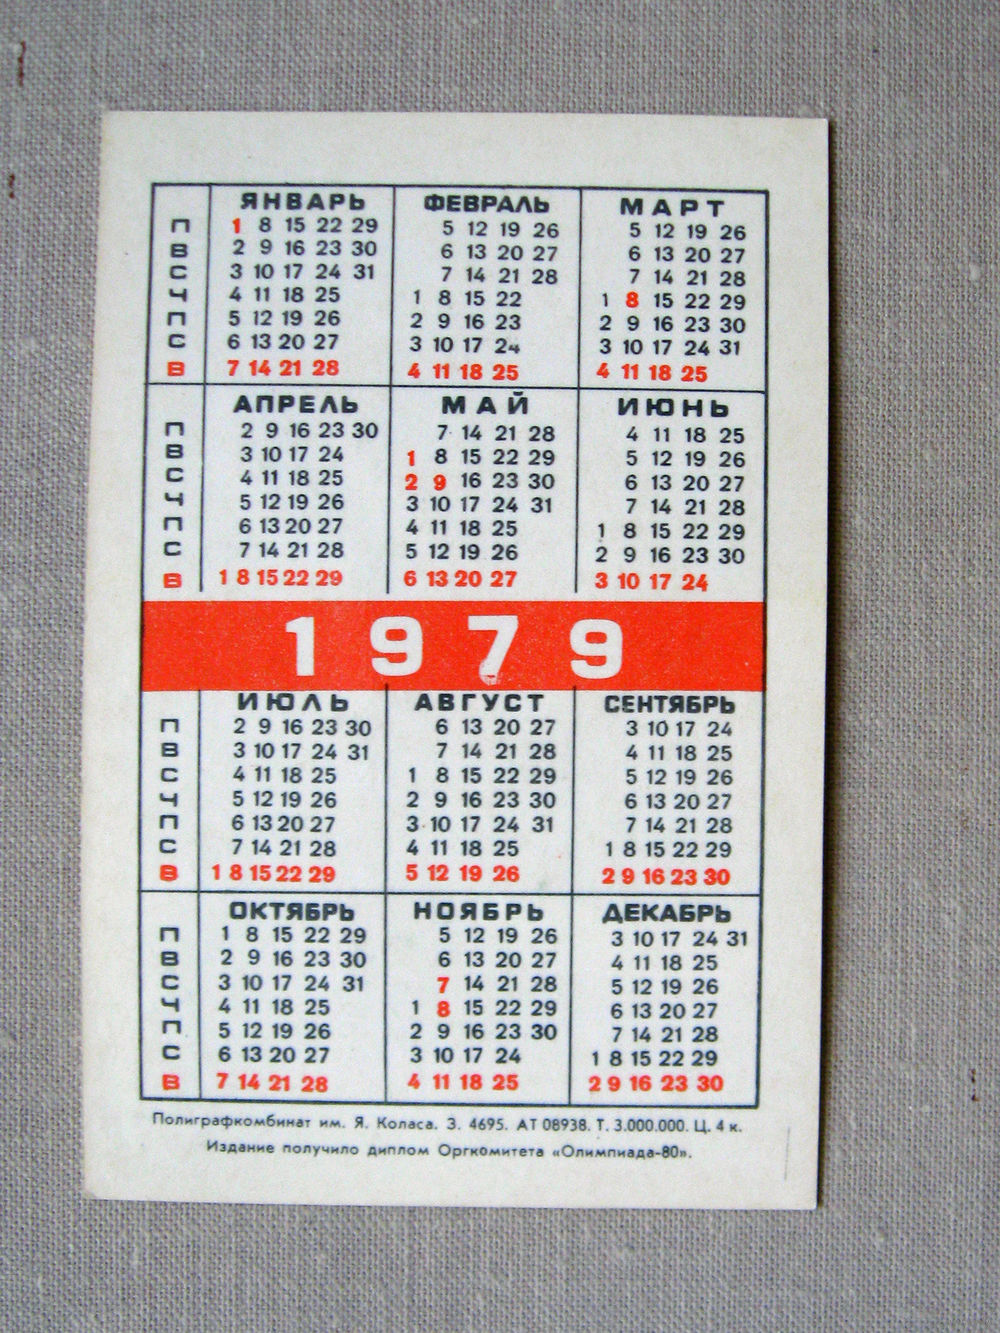 ЯНВАРЬ ФЕВРАЛЬ МАРТ
П 1 8 15 22 29 5 12 19 26 5 12 19 26
В 2 9 16 23 30 6 13 20 27 6 13 20 27
С 3 10 17 24 31 7 14 21 28 7 14 21 28
Ч 4 11 18 25 1 8 15 22 1 8 15 22 29
П 5 12 19 26 2 9 16 23 2 9 16 23 30
С 6 13 20 27 3 10 17 24 3 10 17 24 31
В 7 14 21 28 4 11 18 25 4 11 18 25
АПРЕЛЬ МАЙ ИЮНЬ
П 2 9 16 23 30 7 14 21 28 4 11 18 25
В 3 10 17 24 1 8 15 22 29 5 12 19 26
С 4 11 18 25 2 9 16 23 30 6 13 20 27
Ч 5 12 19 26 3 10 17 24 31 7 14 21 28
П 6 13 20 27 4 11 18 25 1 8 15 22 29
С 7 14 21 28 5 12 19 26 2 9 16 23 30
В 1 8 15 22 29 6 13 20 27 3 10 17 24
1979
ИЮЛЬ АВГУСТ СЕНТЯБРЬ
П 2 9 16 23 30 6 13 20 27 3 10 17 24
В 3 10 17 24 31 7 14 21 28 4 11 18 25
С 4 11 18 25 1 8 15 22 29 5 12 19 26
Ч 5 12 19 26 2 9 16 23 30 6 13 20 27
П 6 13 20 27 3 10 17 24 31 7 14 21 28
С 7 14 21 28 4 11 18 25 1 8 15 22 29
В 1 8 15 22 29 5 12 19 26 2 9 16 23 30
ОКТЯБРЬ НОЯБРЬ ДЕКАБРЬ
П 1 8 15 22 29 5 12 19 26 3 10 17 24 31
В 2 9 16 23 30 6 13 20 27 4 11 18 25
С 3 10 17 24 31 7 14 21 28 5 12 19 26
Ч 4 11 18 25 1 8 15 22 29 6 13 20 27
П 5 12 19 26 2 9 16 23 30 7 14 21 28
С 6 13 20 27 3 10 17 24 1 8 15 22 29
В 7 14 21 28 4 11 18 25 2 9 16 23 30
Полиграфкомбинат им. Я. Коласа. З. 4695. АТ 08938. Т. 3.000.000. Ц. 4 к.
Издание получило диплом Оргкомитета «Олимпиада-80».